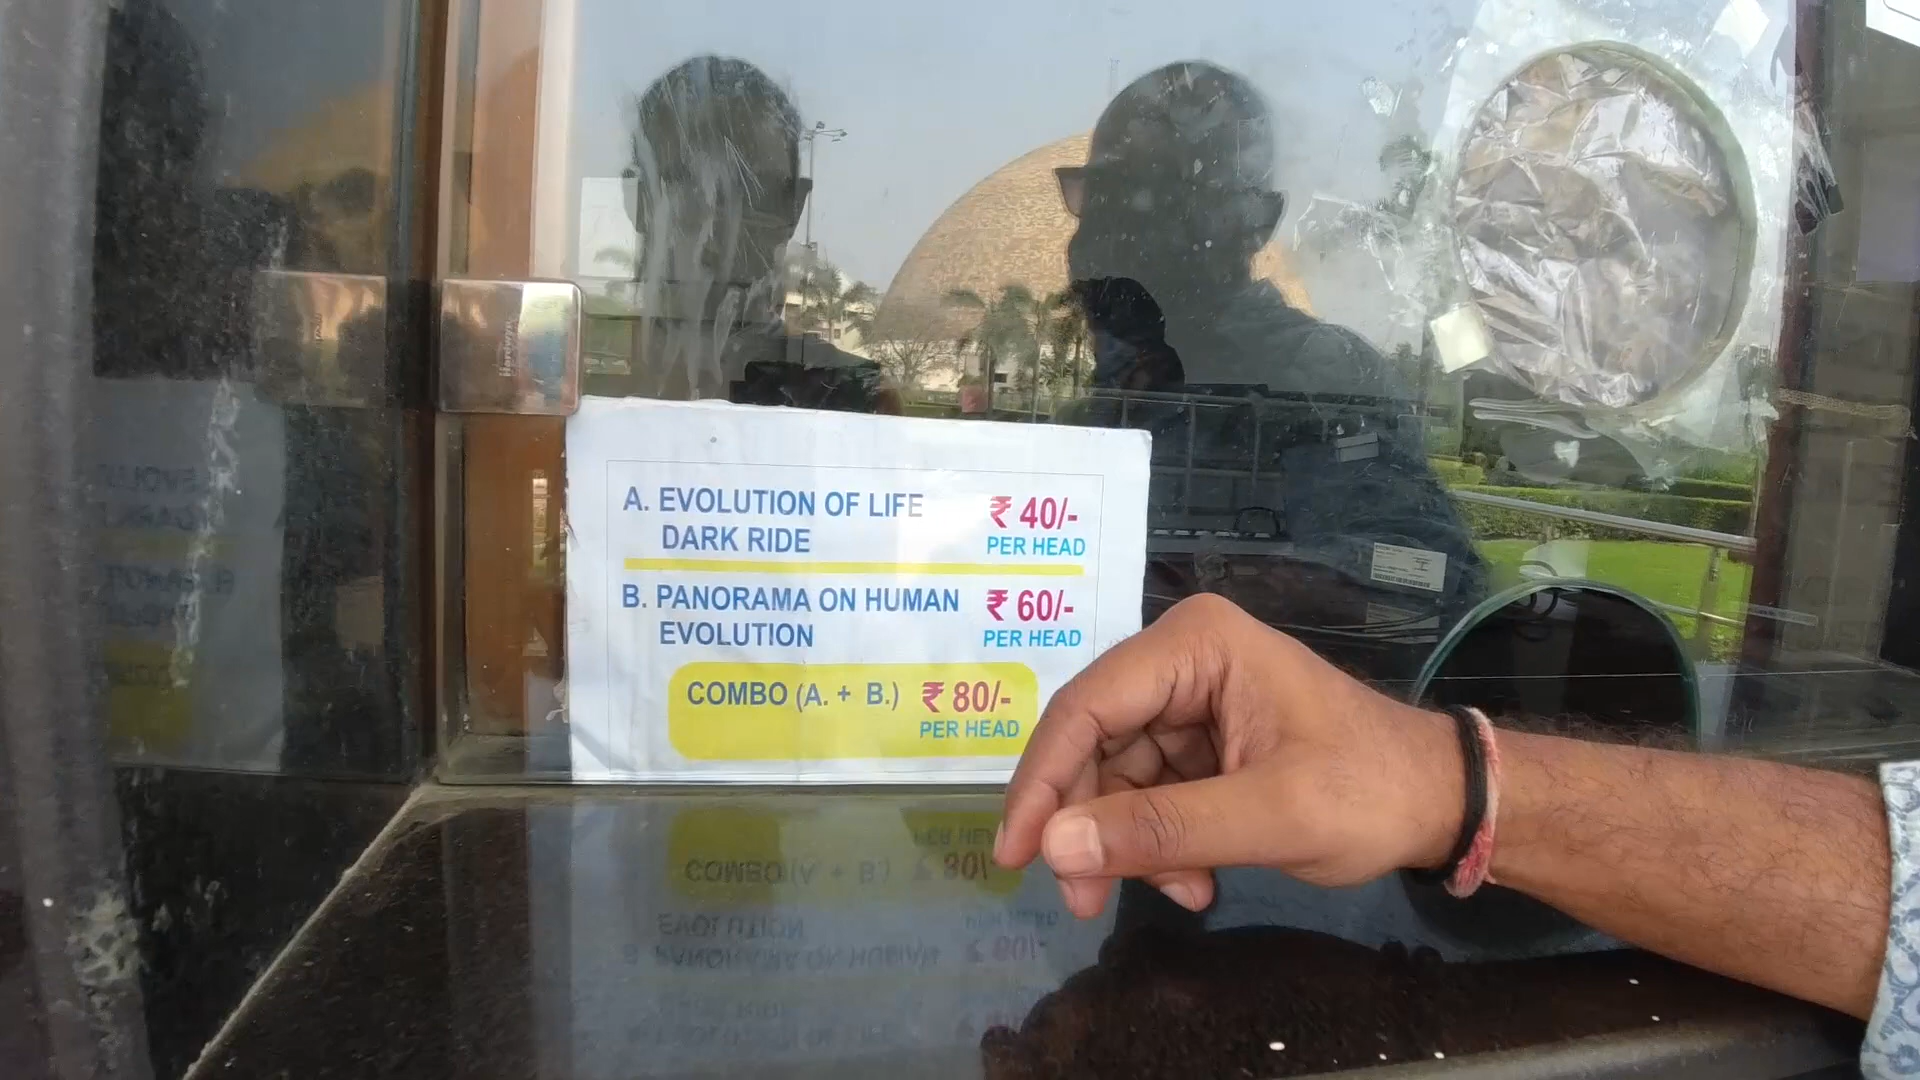 A. EVOLUTION OF LIFE ₹ 40/-
DARK RIDE PER HEAD
B. PANORAMA ON HUMAN ₹ 60/-
EVOLUTION PER HEAD
COMBO (A. + B.) ₹ 80/-
PER HEAD